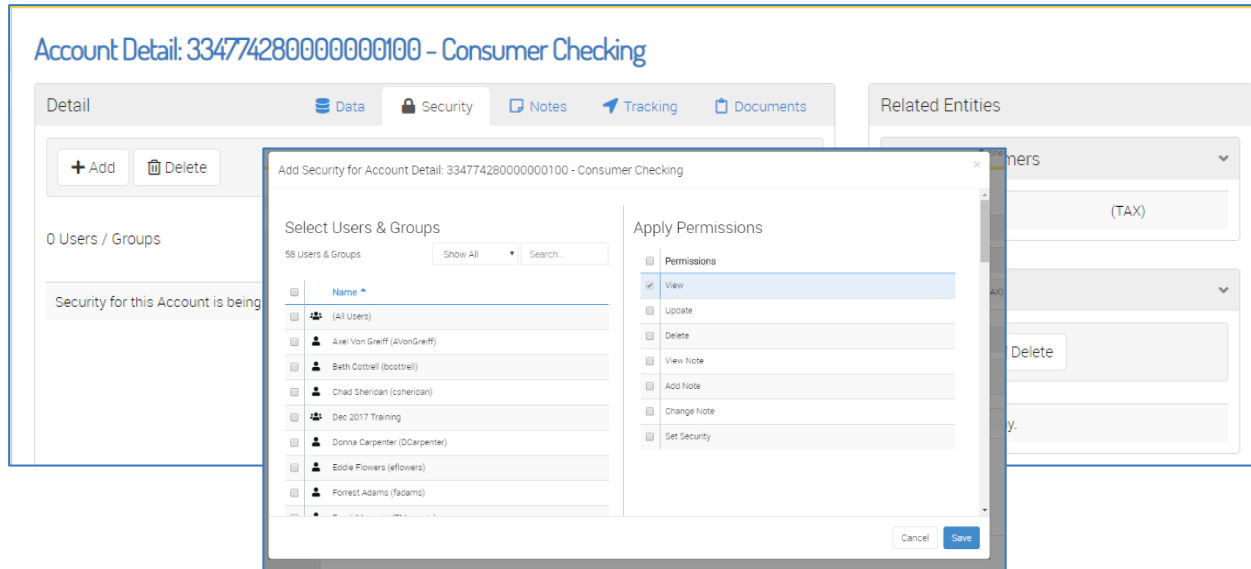 Account Detail: 334774280000000100 - Consumer Checking
Detail
Data
Security
Notes
Tracking
Documents
Add
Delete
0 Users / Groups
Security for this Account is being
Related Entities
mers
(TAX)
Delete
y.
Add Security for Account Detail: 334774280000000100 - Consumer Checking
×
Select Users & Groups
58 Users & Groups
Show All
Search...
Name
(All Users)
Axel Von Greiff (AVonGreiff)
Beth Cottrell (bcottrell)
Chad Sheridan (csheridan)
Dec 2017 Training
Donna Carpenter (DCarpenter)
Eddie Flowers (eflowers)
Forrest Adams (fadams)
Apply Permissions
Permissions
View
Update
Delete
View Note
Add Note
Change Note
Set Security
Cancel
Save